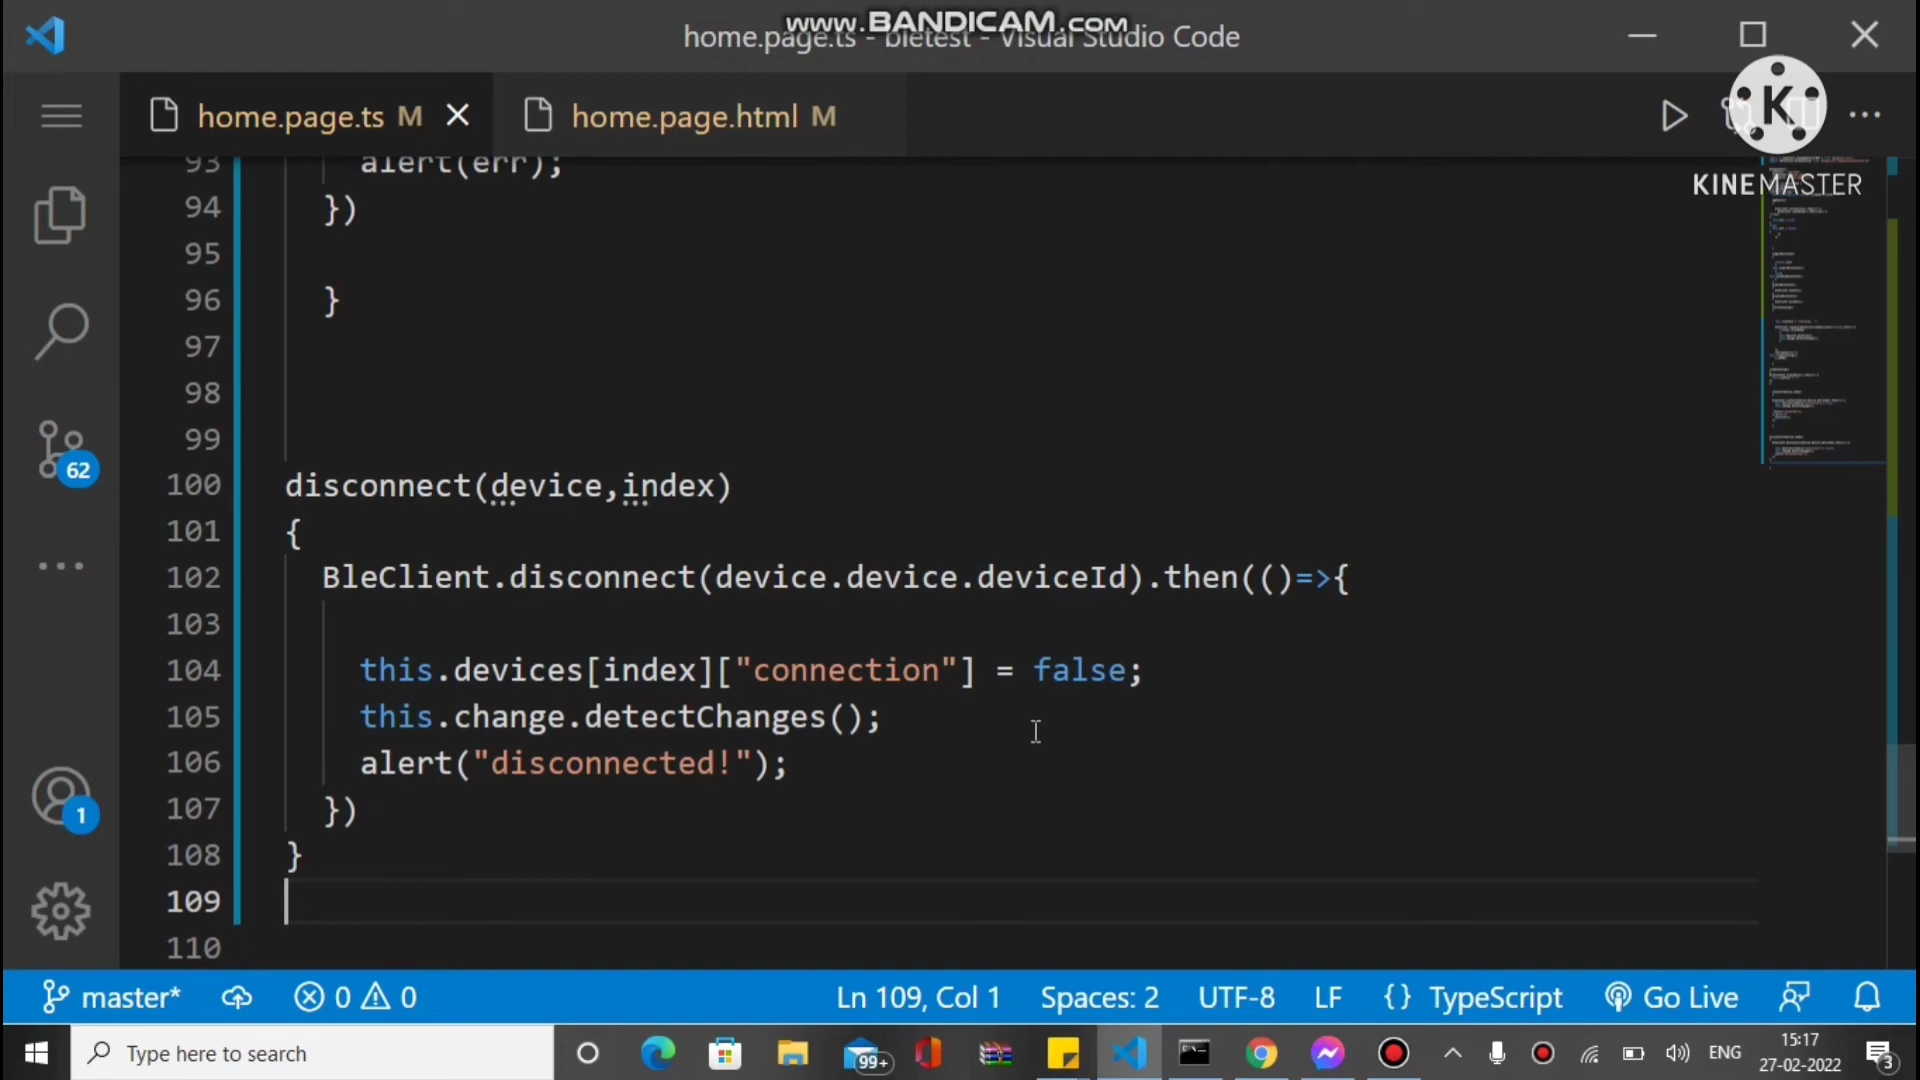 www.BANDICAM.com
home.page.ts - bletest - Visual Studio Code
home.page.ts M
home.page.html M
K
KINEMASTER
93 alert(err);
94 })
95
96 }
97
98
99
100 disconnect(device,index)
101 {
102 BleClient.disconnect(device.device.deviceId).then(()=>{
103
104 this.devices[index]["connection"] = false;
105 this.change.detectChanges();
106 alert("disconnected!");
107 })
108 }
109
110
62
1
master* 0 0 Ln 109, Col 1 Spaces: 2 UTF-8 LF {} TypeScript Go Live
Type here to search
99+
ENG
15:17
27-02-2022
3